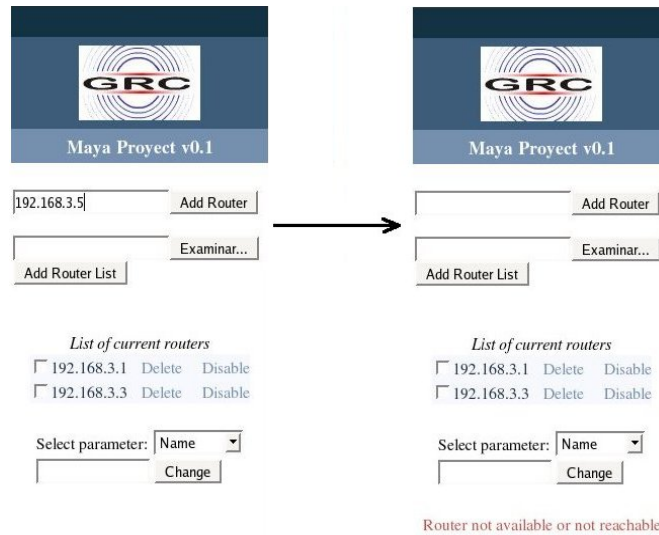 GRC
Maya Proyect v0.1
192.168.3.5
Add Router
Examinar...
Add Router List
List of current routers
192.168.3.1 Delete Disable
192.168.3.3 Delete Disable
Select parameter: Name
Change
GRC
Maya Proyect v0.1
Add Router
Examinar...
Add Router List
List of current routers
192.168.3.1 Delete Disable
192.168.3.3 Delete Disable
Select parameter: Name
Change
Router not available or not reachable